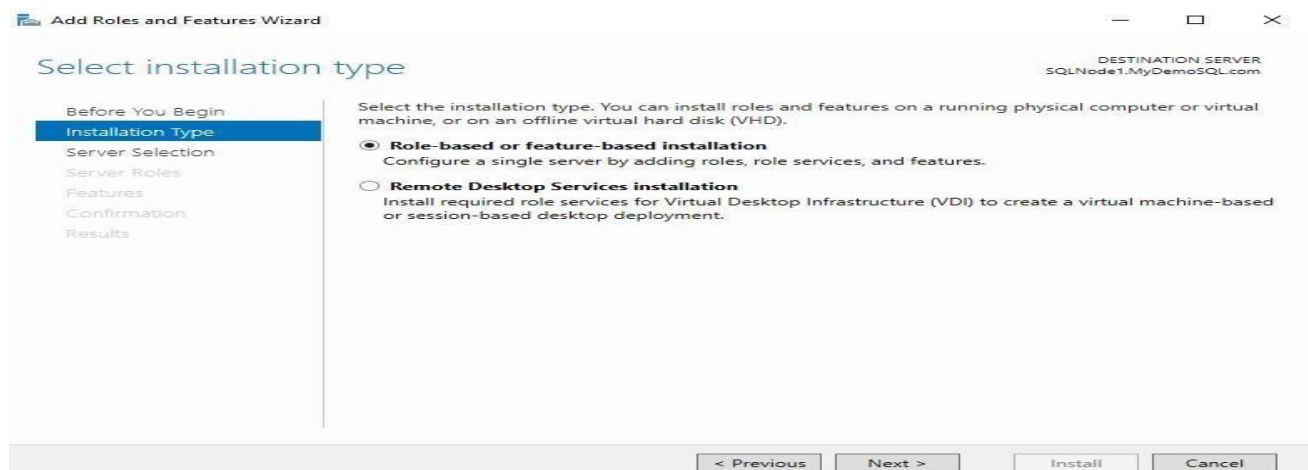 Add Roles and Features Wizard
Select installation type
DESTINATION SERVER
SQLNode1.MyDemoSQL.com
Before You Begin
Installation Type
Server Selection
Server Roles
Features
Confirmation
Results
Select the installation type. You can install roles and features on a running physical computer or virtual
machine, or on an offline virtual hard disk (VHD).
Role-based or feature-based installation
Configure a single server by adding roles, role services, and features.
Remote Desktop Services installation
Install required role services for Virtual Desktop Infrastructure (VDI) to create a virtual machine-based
or session-based desktop deployment.
< Previous Next > Install Cancel